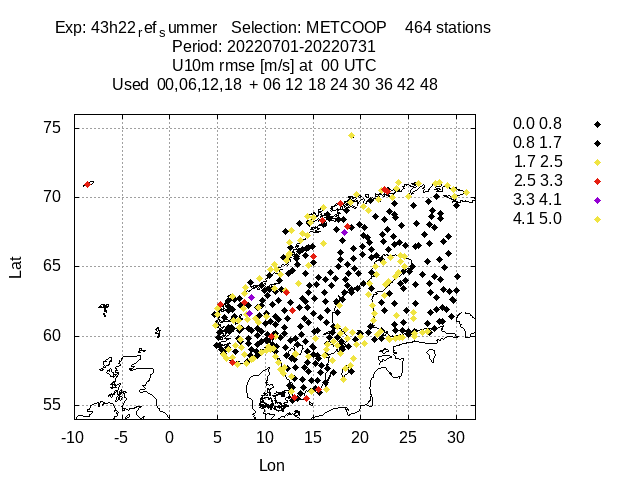 Exp: 43h22refsummer Selection: METCOOP 464 stations
Period: 20220701-20220731
U10m rmse [m/s] at 00 UTC
Used 00,06,12,18 + 06 12 18 24 30 36 42 48
75
70
65
60
55
Lat
-10 -5 0 5 10 15 20 25 30
Lon
0.0 0.8
0.8 1.7
1.7 2.5
2.5 3.3
3.3 4.1
4.1 5.0